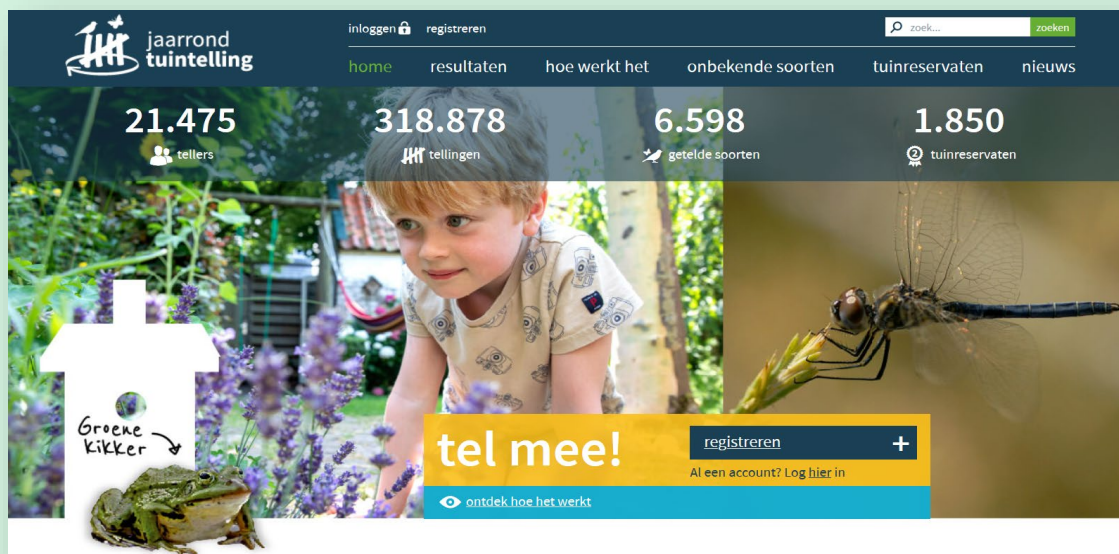 jaarrond
tuintelling
inloggen registreren
zoek... zoeken
home resultaten hoe werkt het onbekende soorten tuinreservaten nieuws
21.475 318.878 6.598 1.850
tellers tellingen getelde soorten 2 tuinreservaten
Groene
kikker
tel mee!
registreren +
Al een account? Log hier in
ontdek hoe het werkt